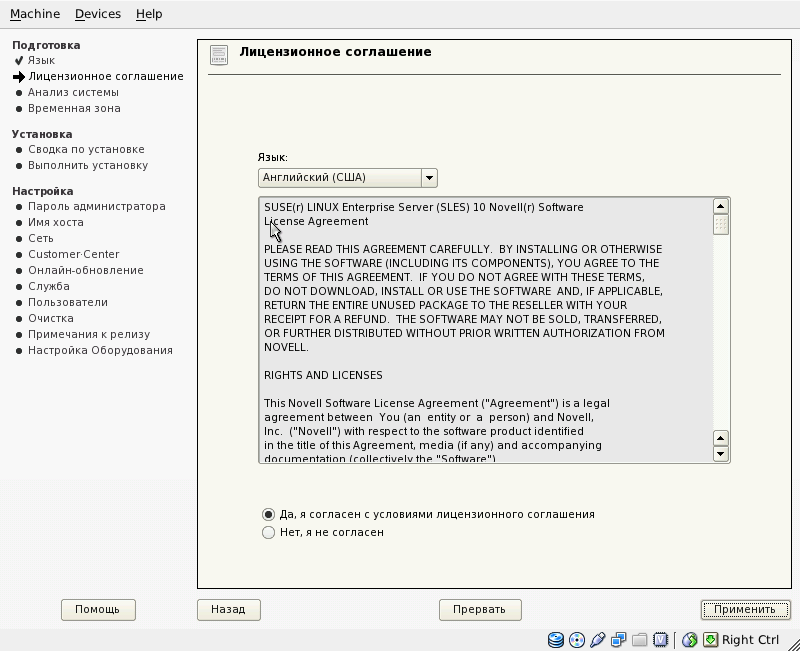 Machine Devices Help
Подготовка
Язык
Лицензионное соглашение
Анализ системы
Временная зона
Установка
Сводка по установке
Выполнить установку
Настройка
Пароль администратора
Имя хоста
Сеть
Customer·Center
Онлайн-обновление
Служба
Пользователи
Очистка
Примечания к релизу
Настройка Оборудования
Лицензионное соглашение
Язык:
Английский (США)
SUSE(r) LINUX Enterprise Server (SLES) 10 Novell(r) Software
License Agreement
PLEASE READ THIS AGREEMENT CAREFULLY. BY INSTALLING OR OTHERWISE
USING THE SOFTWARE (INCLUDING ITS COMPONENTS), YOU AGREE TO THE
TERMS OF THIS AGREEMENT. IF YOU DO NOT AGREE WITH THESE TERMS,
DO NOT DOWNLOAD, INSTALL OR USE THE SOFTWARE AND, IF APPLICABLE,
RETURN THE ENTIRE UNUSED PACKAGE TO THE RESELLER WITH YOUR
RECEIPT FOR A REFUND. THE SOFTWARE MAY NOT BE SOLD, TRANSFERRED,
OR FURTHER DISTRIBUTED WITHOUT PRIOR WRITTEN AUTHORIZATION FROM
NOVELL.
RIGHTS AND LICENSES
This Novell Software License Agreement ("Agreement") is a legal
agreement between You (an entity or a person) and Novell,
Inc. ("Novell") with respect to the software product identified
in the title of this Agreement, media (if any) and accompanying
documentation (collectively the "Software")
Да, я согласен с условиями лицензионного соглашения
Нет, я не согласен
Помощь Назад Прервать Применить
Right Ctrl